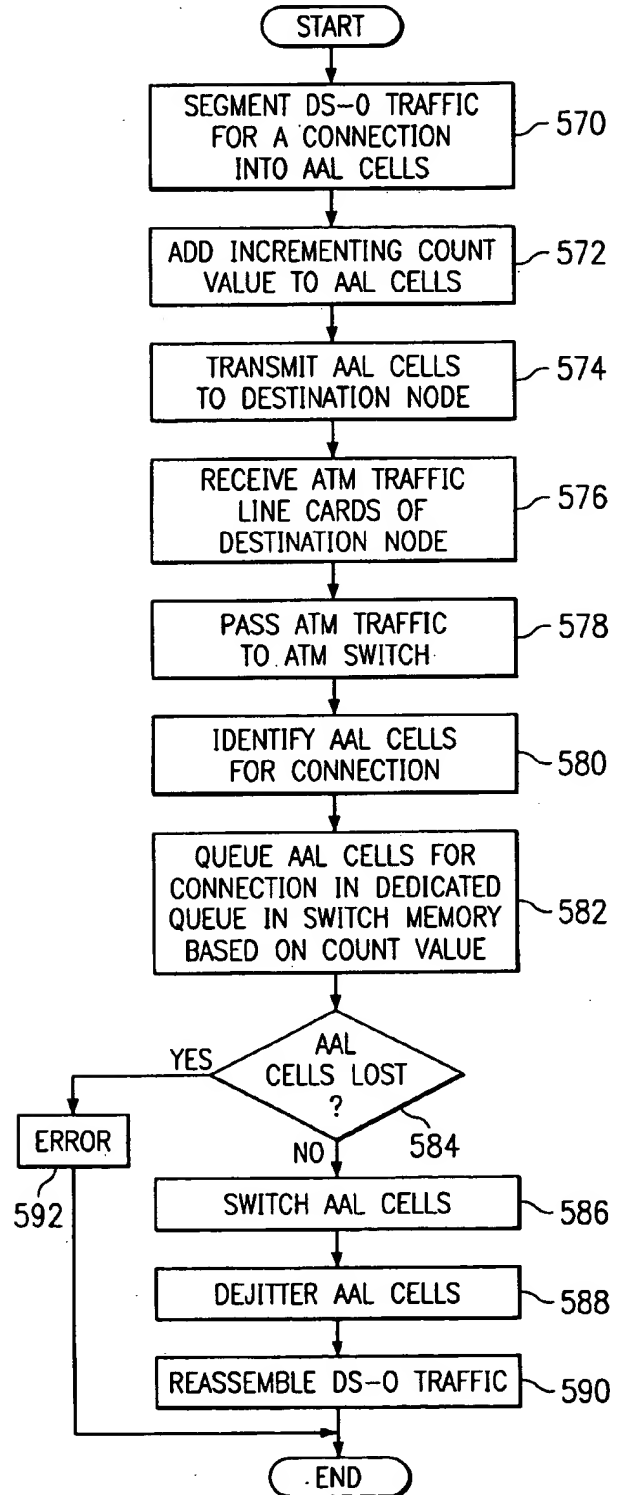 START
SEGMENT DS-0 TRAFFIC
FOR A CONNECTION
INTO AAL CELLS
570
ADD INCREMENTING COUNT
VALUE TO AAL CELLS
572
TRANSMIT AAL CELLS
TO DESTINATION NODE
574
RECEIVE ATM TRAFFIC
LINE CARDS OF
DESTINATION NODE
576
PASS ATM TRAFFIC
TO ATM SWITCH
578
IDENTIFY AAL CELLS
FOR CONNECTION
580
QUEUE AAL CELLS FOR
CONNECTION IN DEDICATED
QUEUE IN SWITCH MEMORY
BASED ON COUNT VALUE
582
AAL
CELLS LOST
?
584
YES
ERROR
592
NO
SWITCH AAL CELLS
586
DEJITTER AAL CELLS
588
REASSEMBLE DS-0 TRAFFIC
590
END